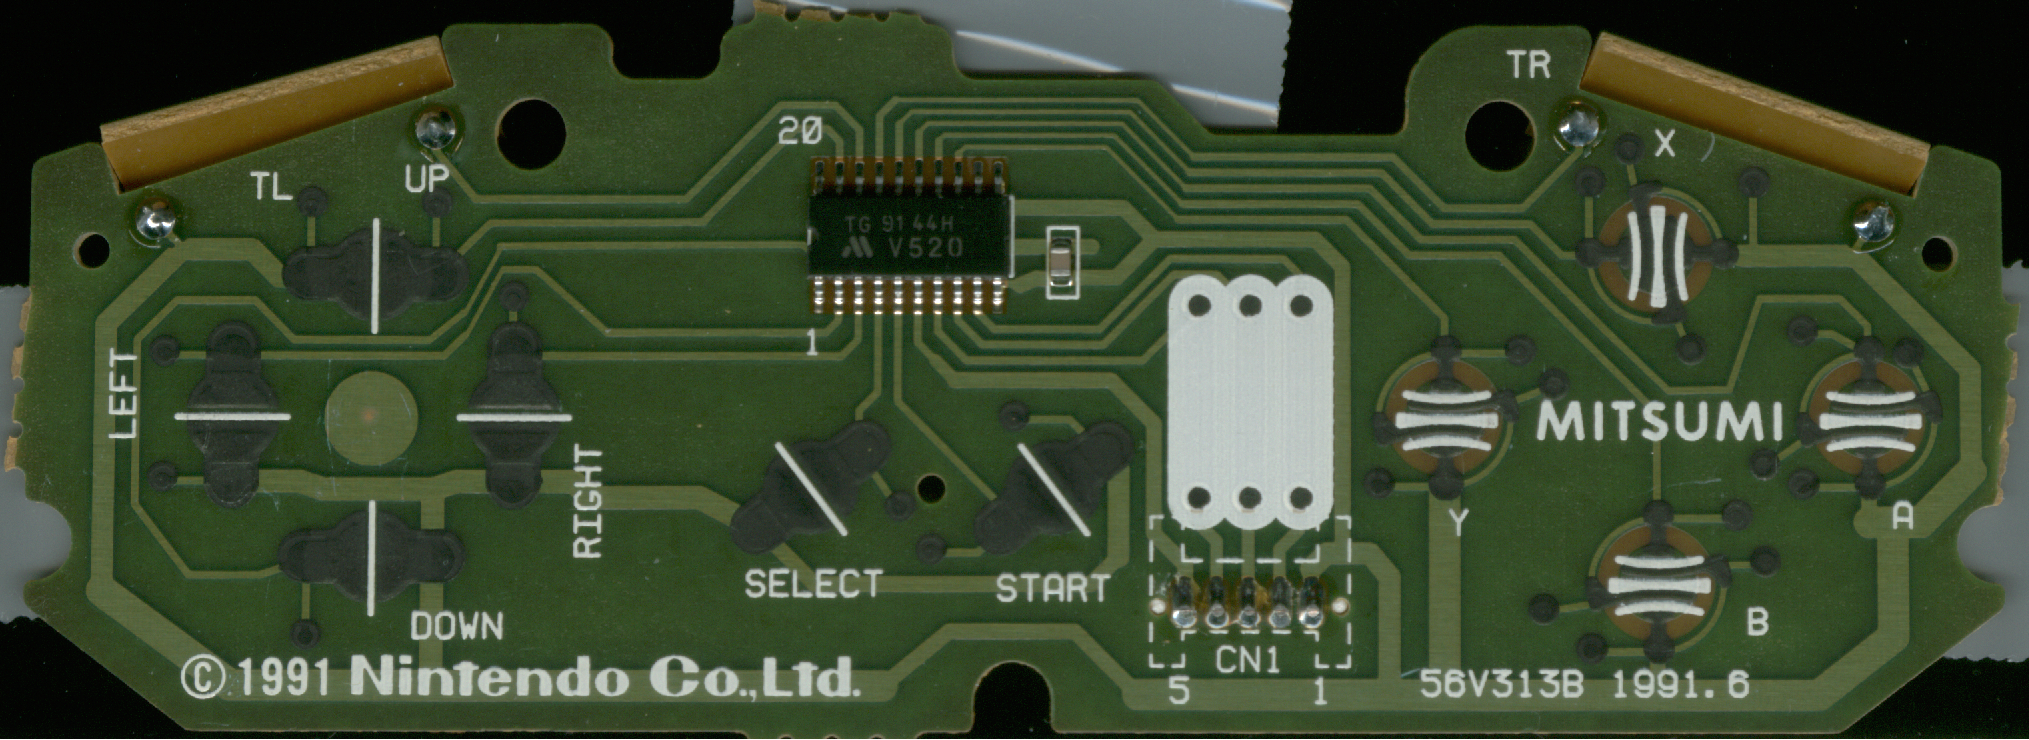 TR
20
X
TL
UP
TG 9144H
V520
1
LEFT
MITSUMI
RIGHT
Y
A
SELECT
START
DOWN
B
CN1
5
1
© 1991 Nintendo Co., Ltd.
56V313B 1991. 6